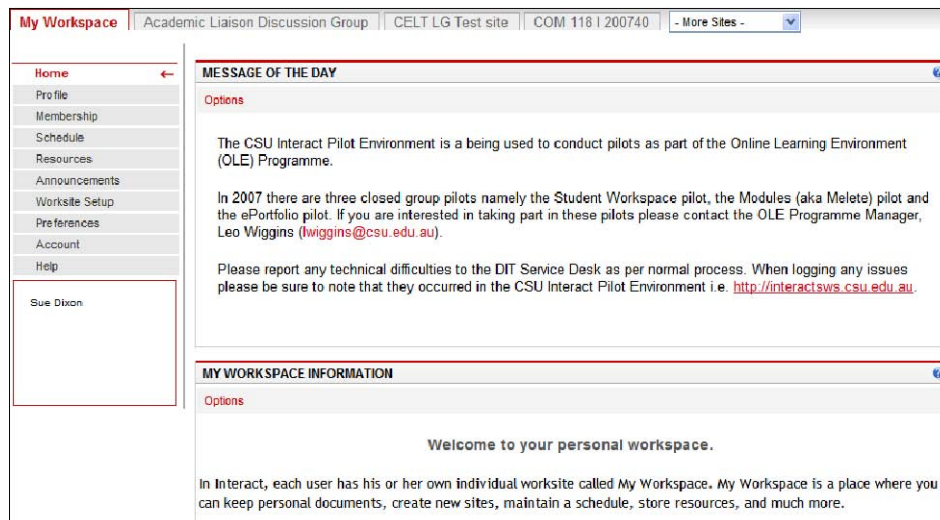 My Workspace Academic Liaison Discussion Group CELT LG Test site COM 118 I 200740 - More Sites -
Home
Profile
Membership
Schedule
Resources
Announcements
Worksite Setup
Preferences
Account
Help
Sue Dixon
MESSAGE OF THE DAY
Options
The CSU Interact Pilot Environment is a being used to conduct pilots as part of the Online Learning Environment
(OLE) Programme.
In 2007 there are three closed group pilots namely the Student Workspace pilot, the Modules (aka Melete) pilot and
the ePortfolio pilot. If you are interested in taking part in these pilots please contact the OLE Programme Manager,
Leo Wiggins (lwiggins@csu.edu.au).
Please report any technical difficulties to the DIT Service Desk as per normal process. When logging any issues
please be sure to note that they occurred in the CSU Interact Pilot Environment i.e. http://interactsws.csu.edu.au.
MY WORKSPACE INFORMATION
Options
Welcome to your personal workspace.
In Interact, each user has his or her own individual worksite called My Workspace. My Workspace is a place where you
can keep personal documents, create new sites, maintain a schedule, store resources, and much more.